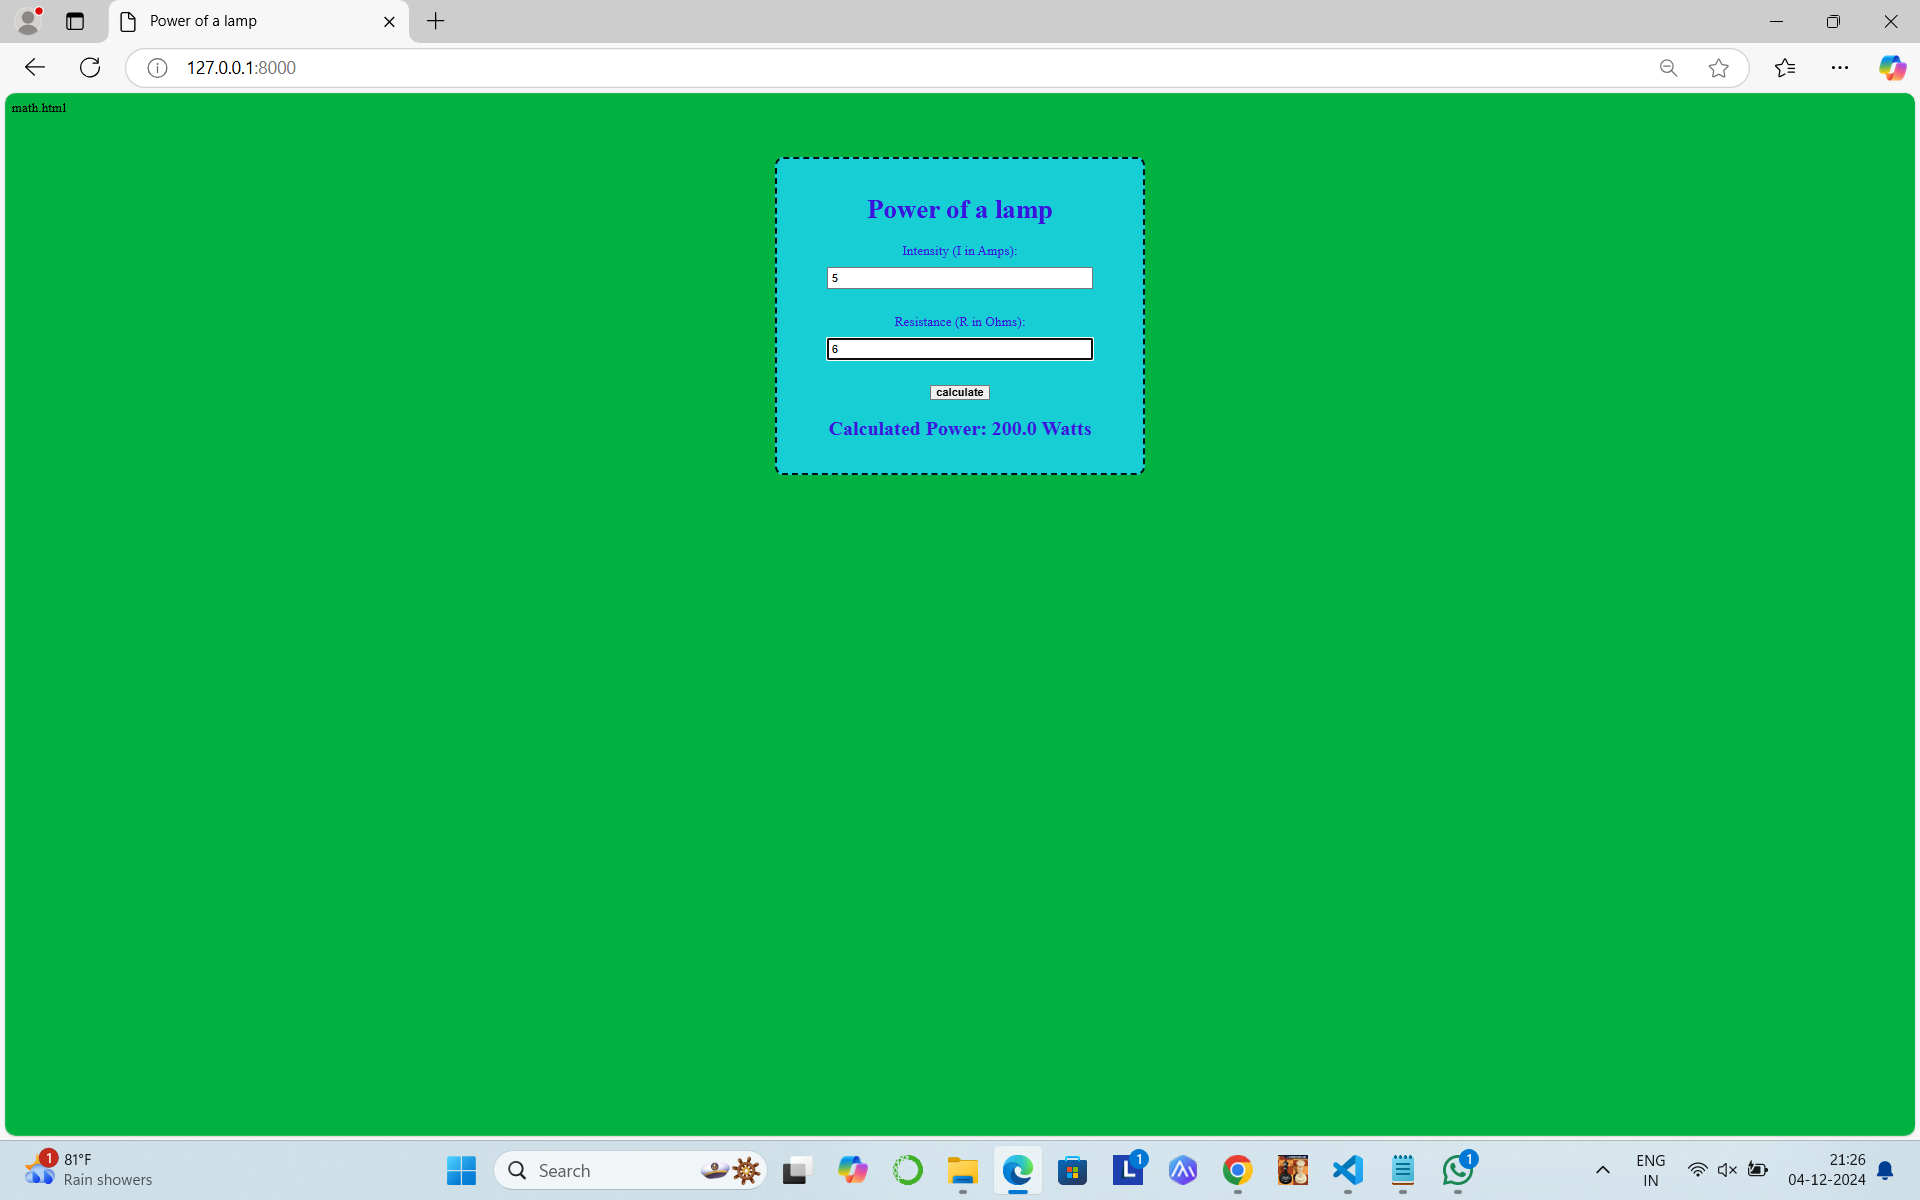 Power of a lamp
127.0.0.1:8000
math.html
Power of a lamp
Intensity (I in Amps):
5
Resistance (R in Ohms):
6
calculate
Calculated Power: 200.0 Watts
1
81°F
Rain showers
Search
L
1
1
ENG
IN
21:26
04-12-2024